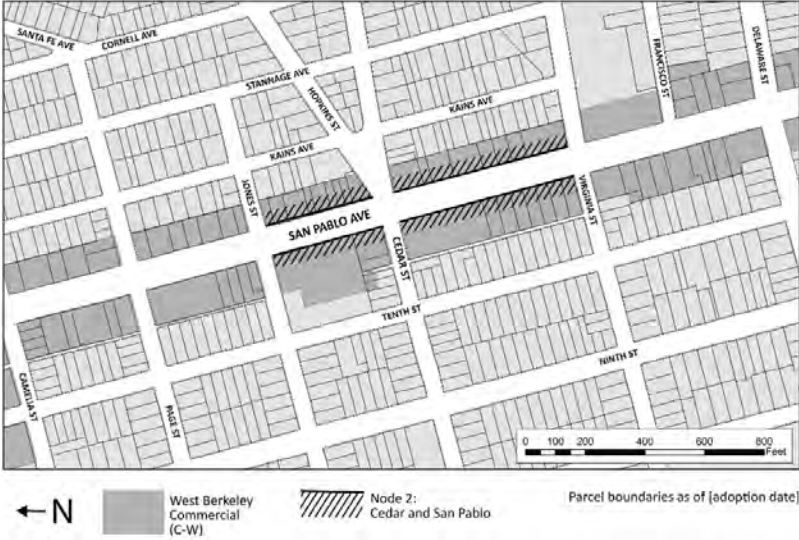 SANTA FE AVE
CORNELL AVE
STANHAGE AVE
HOPKINS ST
FRANCISCO ST
DELAWARE ST
KAINS AVE
KAINS AVE
JONES ST
SAN PABLO AVE
VIRGINIA ST
CEDAR ST
TENTH ST
NINTH ST
CAMELIA ST
PAGE ST
0 100 200 400 600 800
Feet
N
West Berkeley
Commercial
(C-W)
Node 2:
Cedar and San Pablo
Parcel boundaries as of [adoption date]